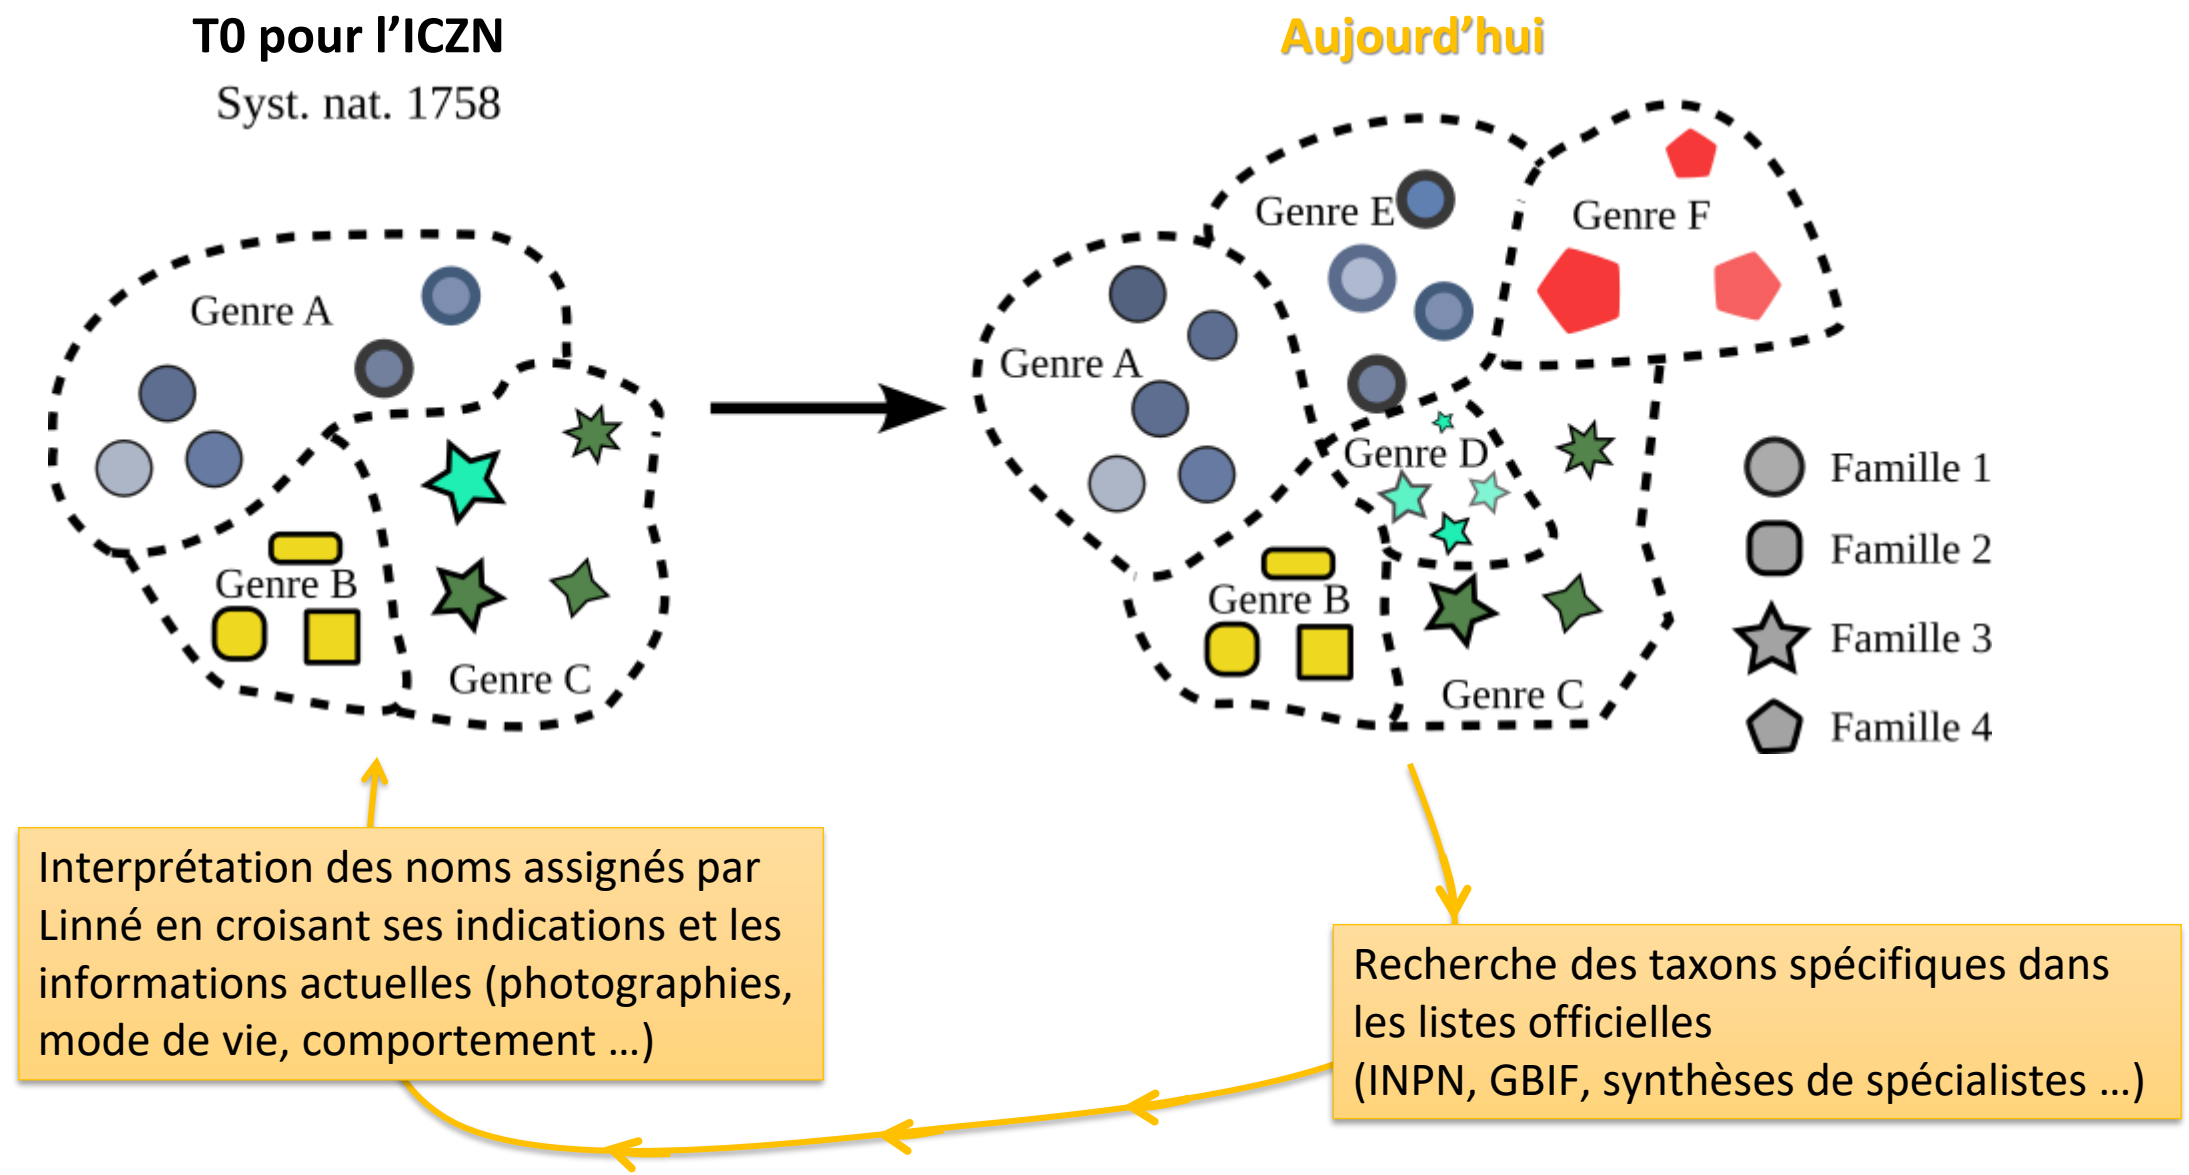 T0 pour l’ICZN
Syst. nat. 1758
Genre A
Genre B
Genre C
Aujourd’hui
Genre E
Genre F
Genre A
Genre D
Genre B
Genre C
Famille 1
Famille 2
Famille 3
Famille 4
Interprétation des noms assignés par
Linné en croisant ses indications et les
informations actuelles (photographies,
mode de vie, comportement …)
Recherche des taxons spécifiques dans
les listes officielles
(INPN, GBIF, synthèses de spécialistes …)